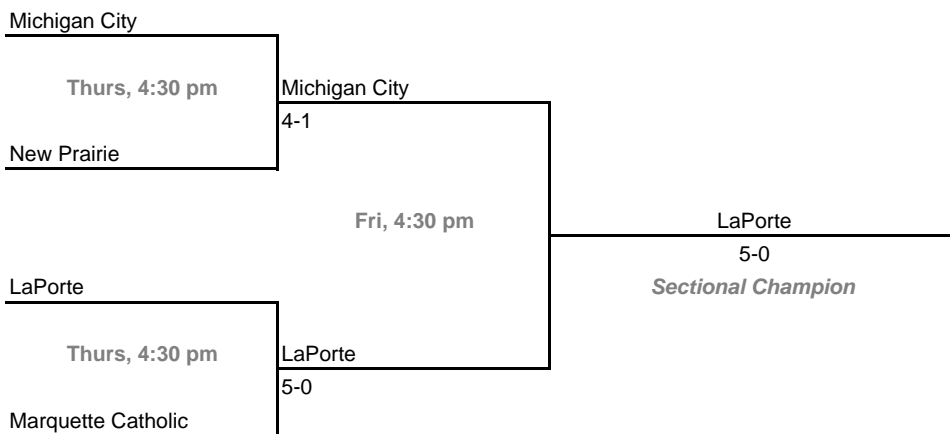 Michigan City
Thurs, 4:30 pm
Michigan City
4-1
New Prairie
Fri, 4:30 pm
LaPorte
5-0
Sectional Champion
LaPorte
Thurs, 4:30 pm
LaPorte
5-0
Marquette Catholic